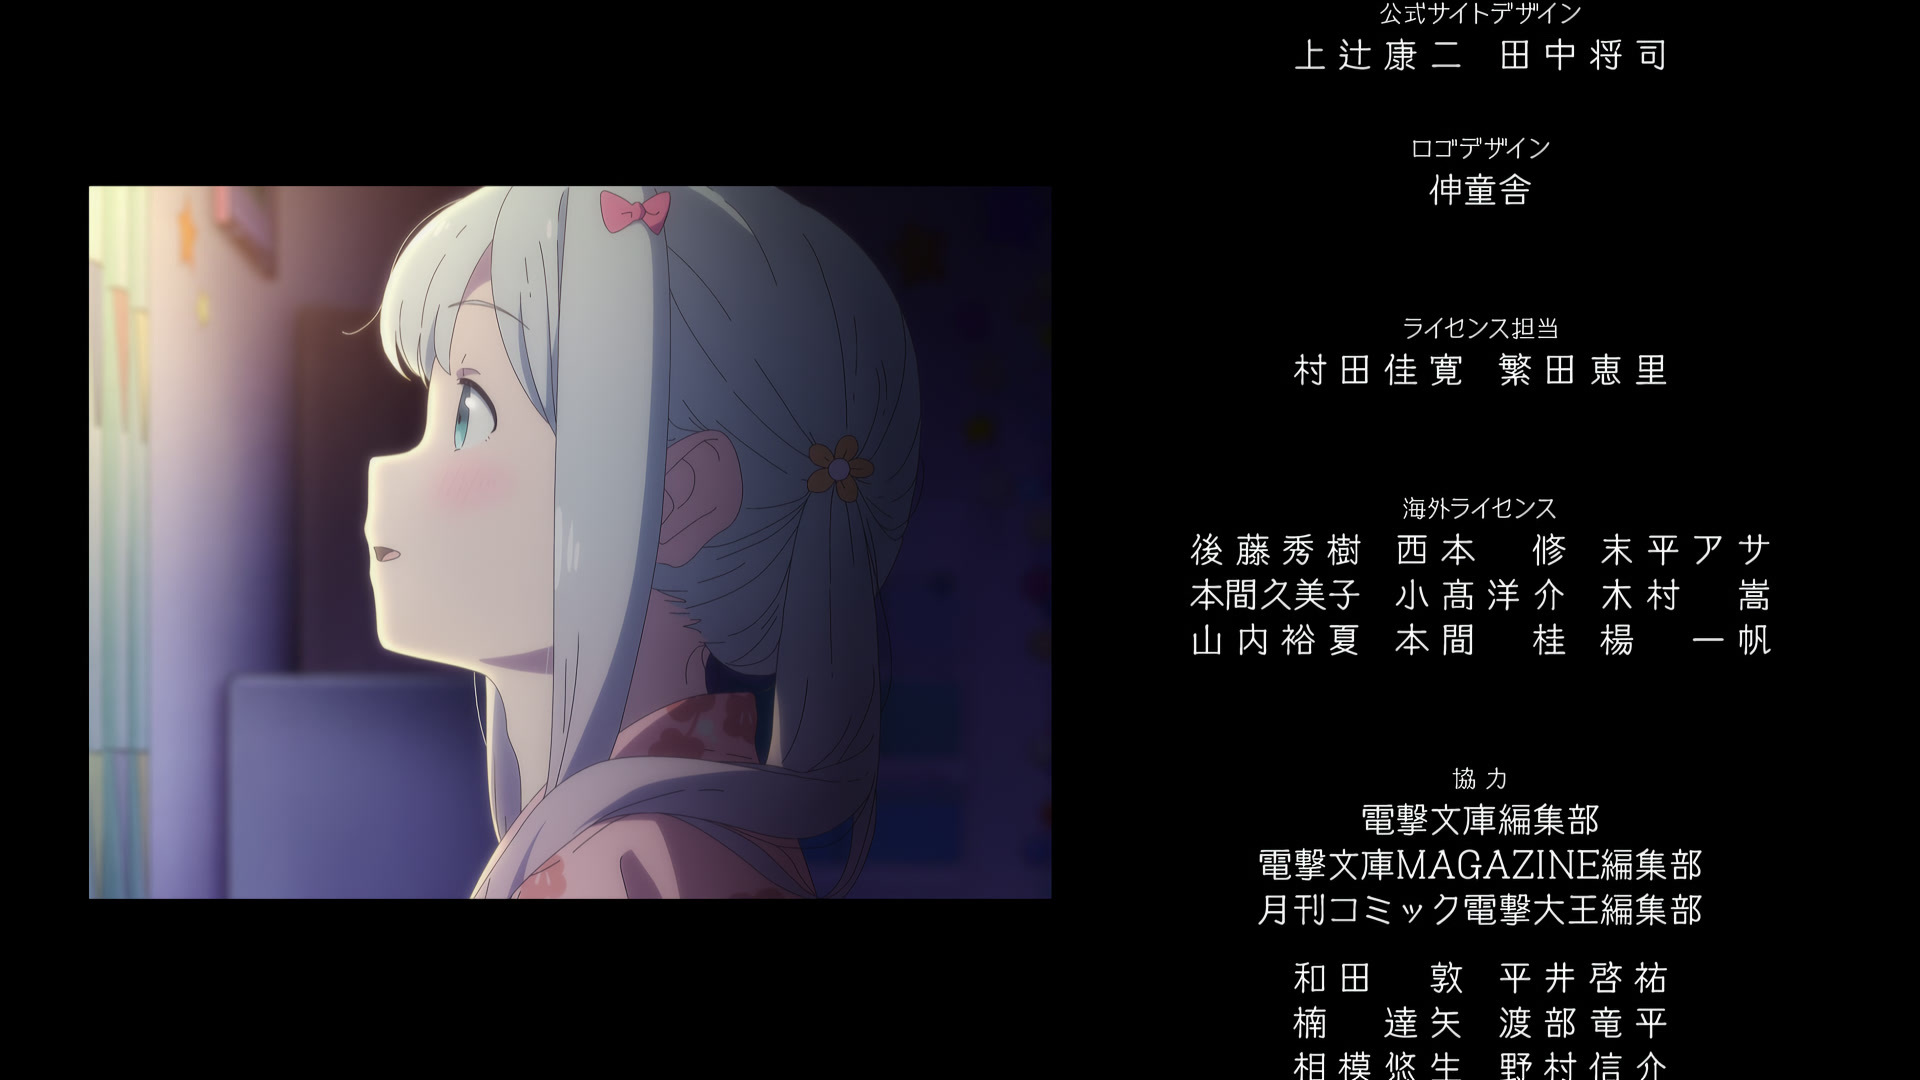 公式サイトデザイン
上辻康二 田中将司
ロゴデザイン
伸童舎
ライセンス担当
村田佳寛 繁田恵里
海外ライセンス
後藤秀樹 西本 修 末平アサ
本間久美子 小髙洋介 木村 嵩
山内裕夏 本間 桂 楊 一帆
協力
電撃文庫編集部
電撃文庫MAGAZINE編集部
月刊コミック電撃大王編集部
和田 敦 平井啓祐
楠 達矢 渡部竜平
相模悠生 野村信介